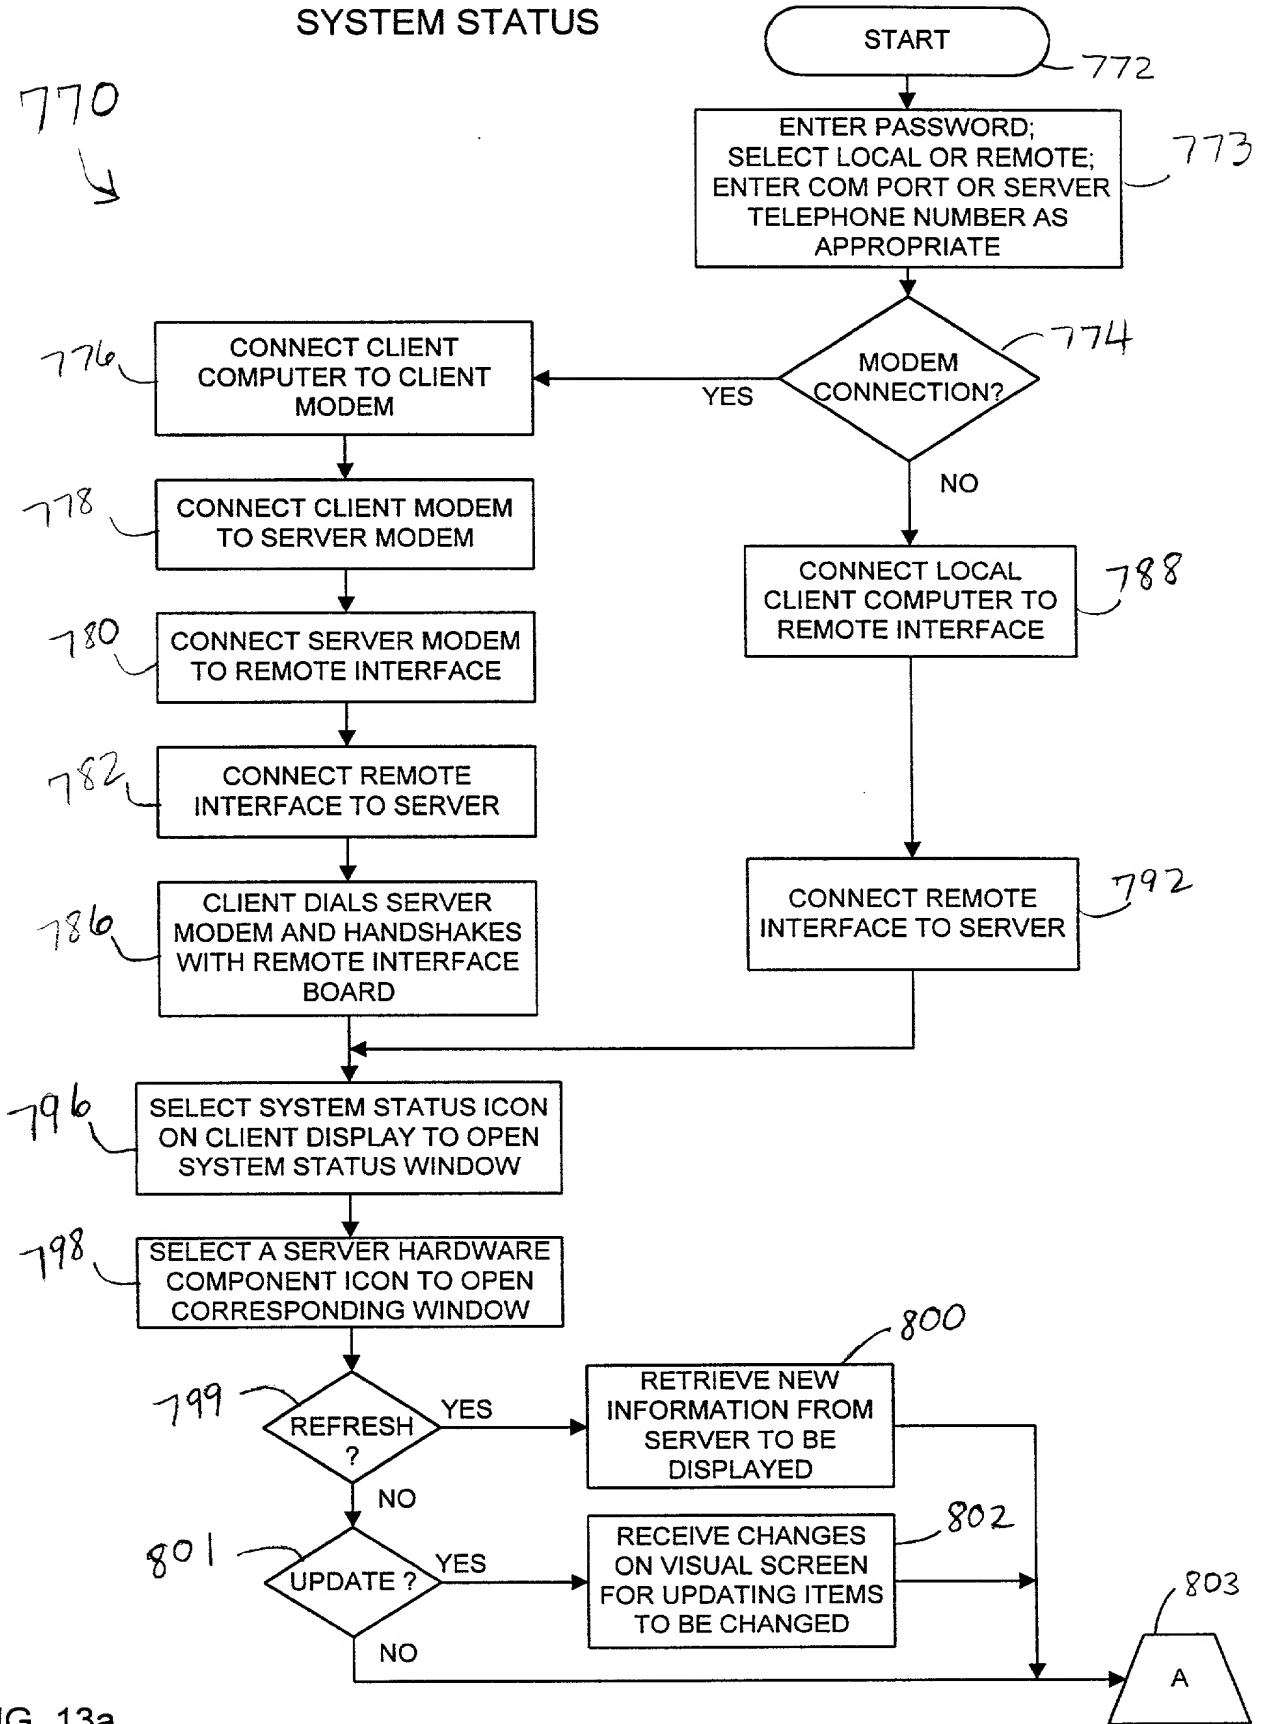 SYSTEM STATUS
770
START
772
ENTER PASSWORD;
SELECT LOCAL OR REMOTE;
ENTER COM PORT OR SERVER
TELEPHONE NUMBER AS
APPROPRIATE
773
MODEM
CONNECTION?
774
YES
NO
776
CONNECT CLIENT
COMPUTER TO CLIENT
MODEM
778
CONNECT CLIENT MODEM
TO SERVER MODEM
780
CONNECT SERVER MODEM
TO REMOTE INTERFACE
782
CONNECT REMOTE
INTERFACE TO SERVER
786
CLIENT DIALS SERVER
MODEM AND HANDSHAKES
WITH REMOTE INTERFACE
BOARD
CONNECT LOCAL
CLIENT COMPUTER TO
REMOTE INTERFACE
788
CONNECT REMOTE
INTERFACE TO SERVER
792
796
SELECT SYSTEM STATUS ICON
ON CLIENT DISPLAY TO OPEN
SYSTEM STATUS WINDOW
798
SELECT A SERVER HARDWARE
COMPONENT ICON TO OPEN
CORRESPONDING WINDOW
799
REFRESH
?
YES
NO
800
RETRIEVE NEW
INFORMATION FROM
SERVER TO BE
DISPLAYED
801
UPDATE ?
YES
NO
802
RECEIVE CHANGES
ON VISUAL SCREEN
FOR UPDATING ITEMS
TO BE CHANGED
803
A
IG. 13a